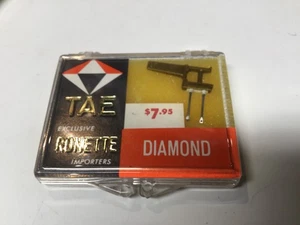 TAE
EXCLUSIVE
RONETTE
IMPORTERS
$7.95
DIAMOND